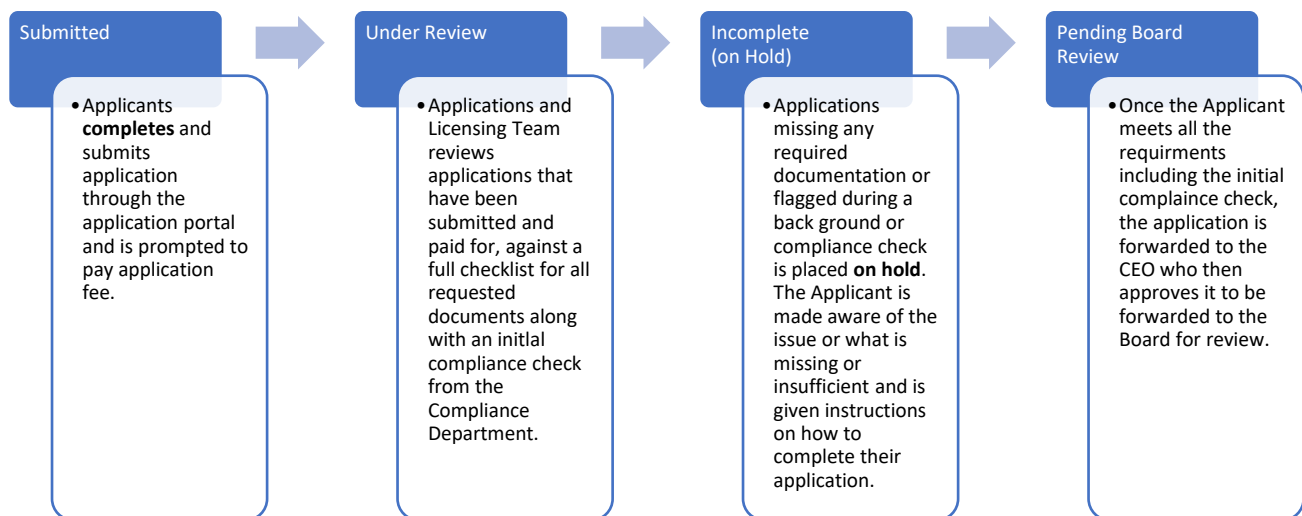 Submitted
•Applicants
completes and
submits
application
through the
application portal
and is prompted to
pay application
fee.
Under Review
•Applications and
Licensing Team
reviews
applications that
have been
submitted and
paid for, against a
full checklist for all
requested
documents along
with an initlal
compliance check
from the
Compliance
Department.
Incomplete
(on Hold)
•Applications
missing any
required
documentation or
flagged during a
back ground or
compliance check
is placed on hold.
The Applicant is
made aware of the
issue or what is
missing or
insufficient and is
given instructions
on how to
complete their
application.
Pending Board
Review
•Once the Applicant
meets all the
requirments
including the initial
complaince check,
the application is
forwarded to the
CEO who then
approves it to be
forwarded to the
Board for review.